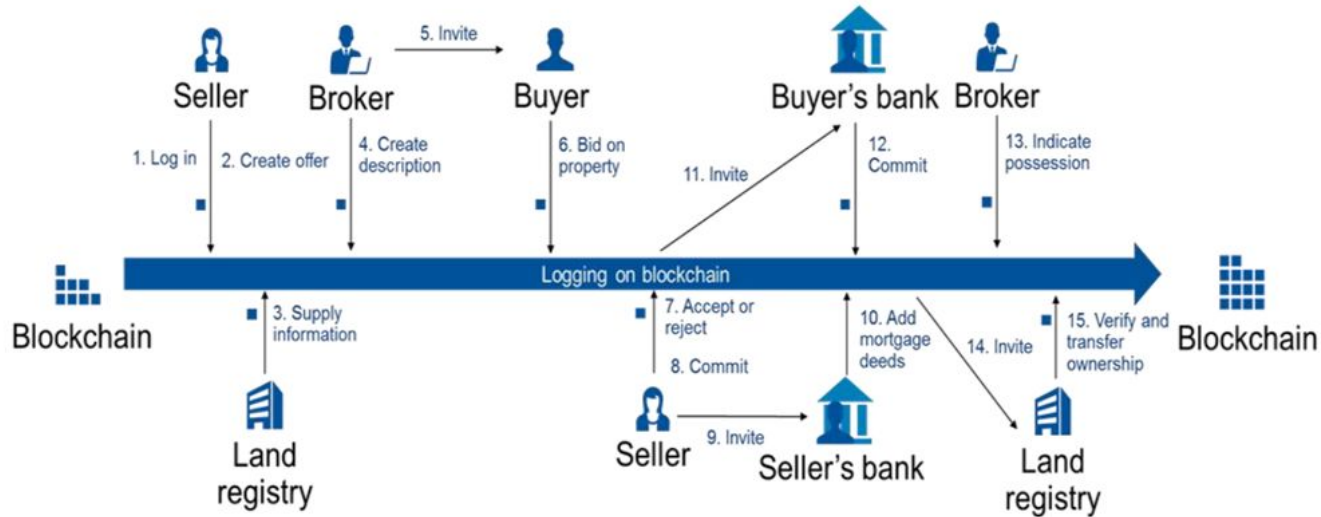 5. Invite
Seller
Broker
Buyer
Buyer's bank
Broker
1. Log in
2. Create offer
4. Create
description
6. Bid on
property
11. Invite
12.
Commit
13. Indicate
possession
Logging on blockchain
Blockchain
3. Supply
information
7. Accept or
reject
8. Commit
10. Add
mortgage
deeds
14. Invite
15. Verify and
transfer
ownership
Blockchain
9. Invite
Land
registry
Seller
Seller's bank
Land
registry